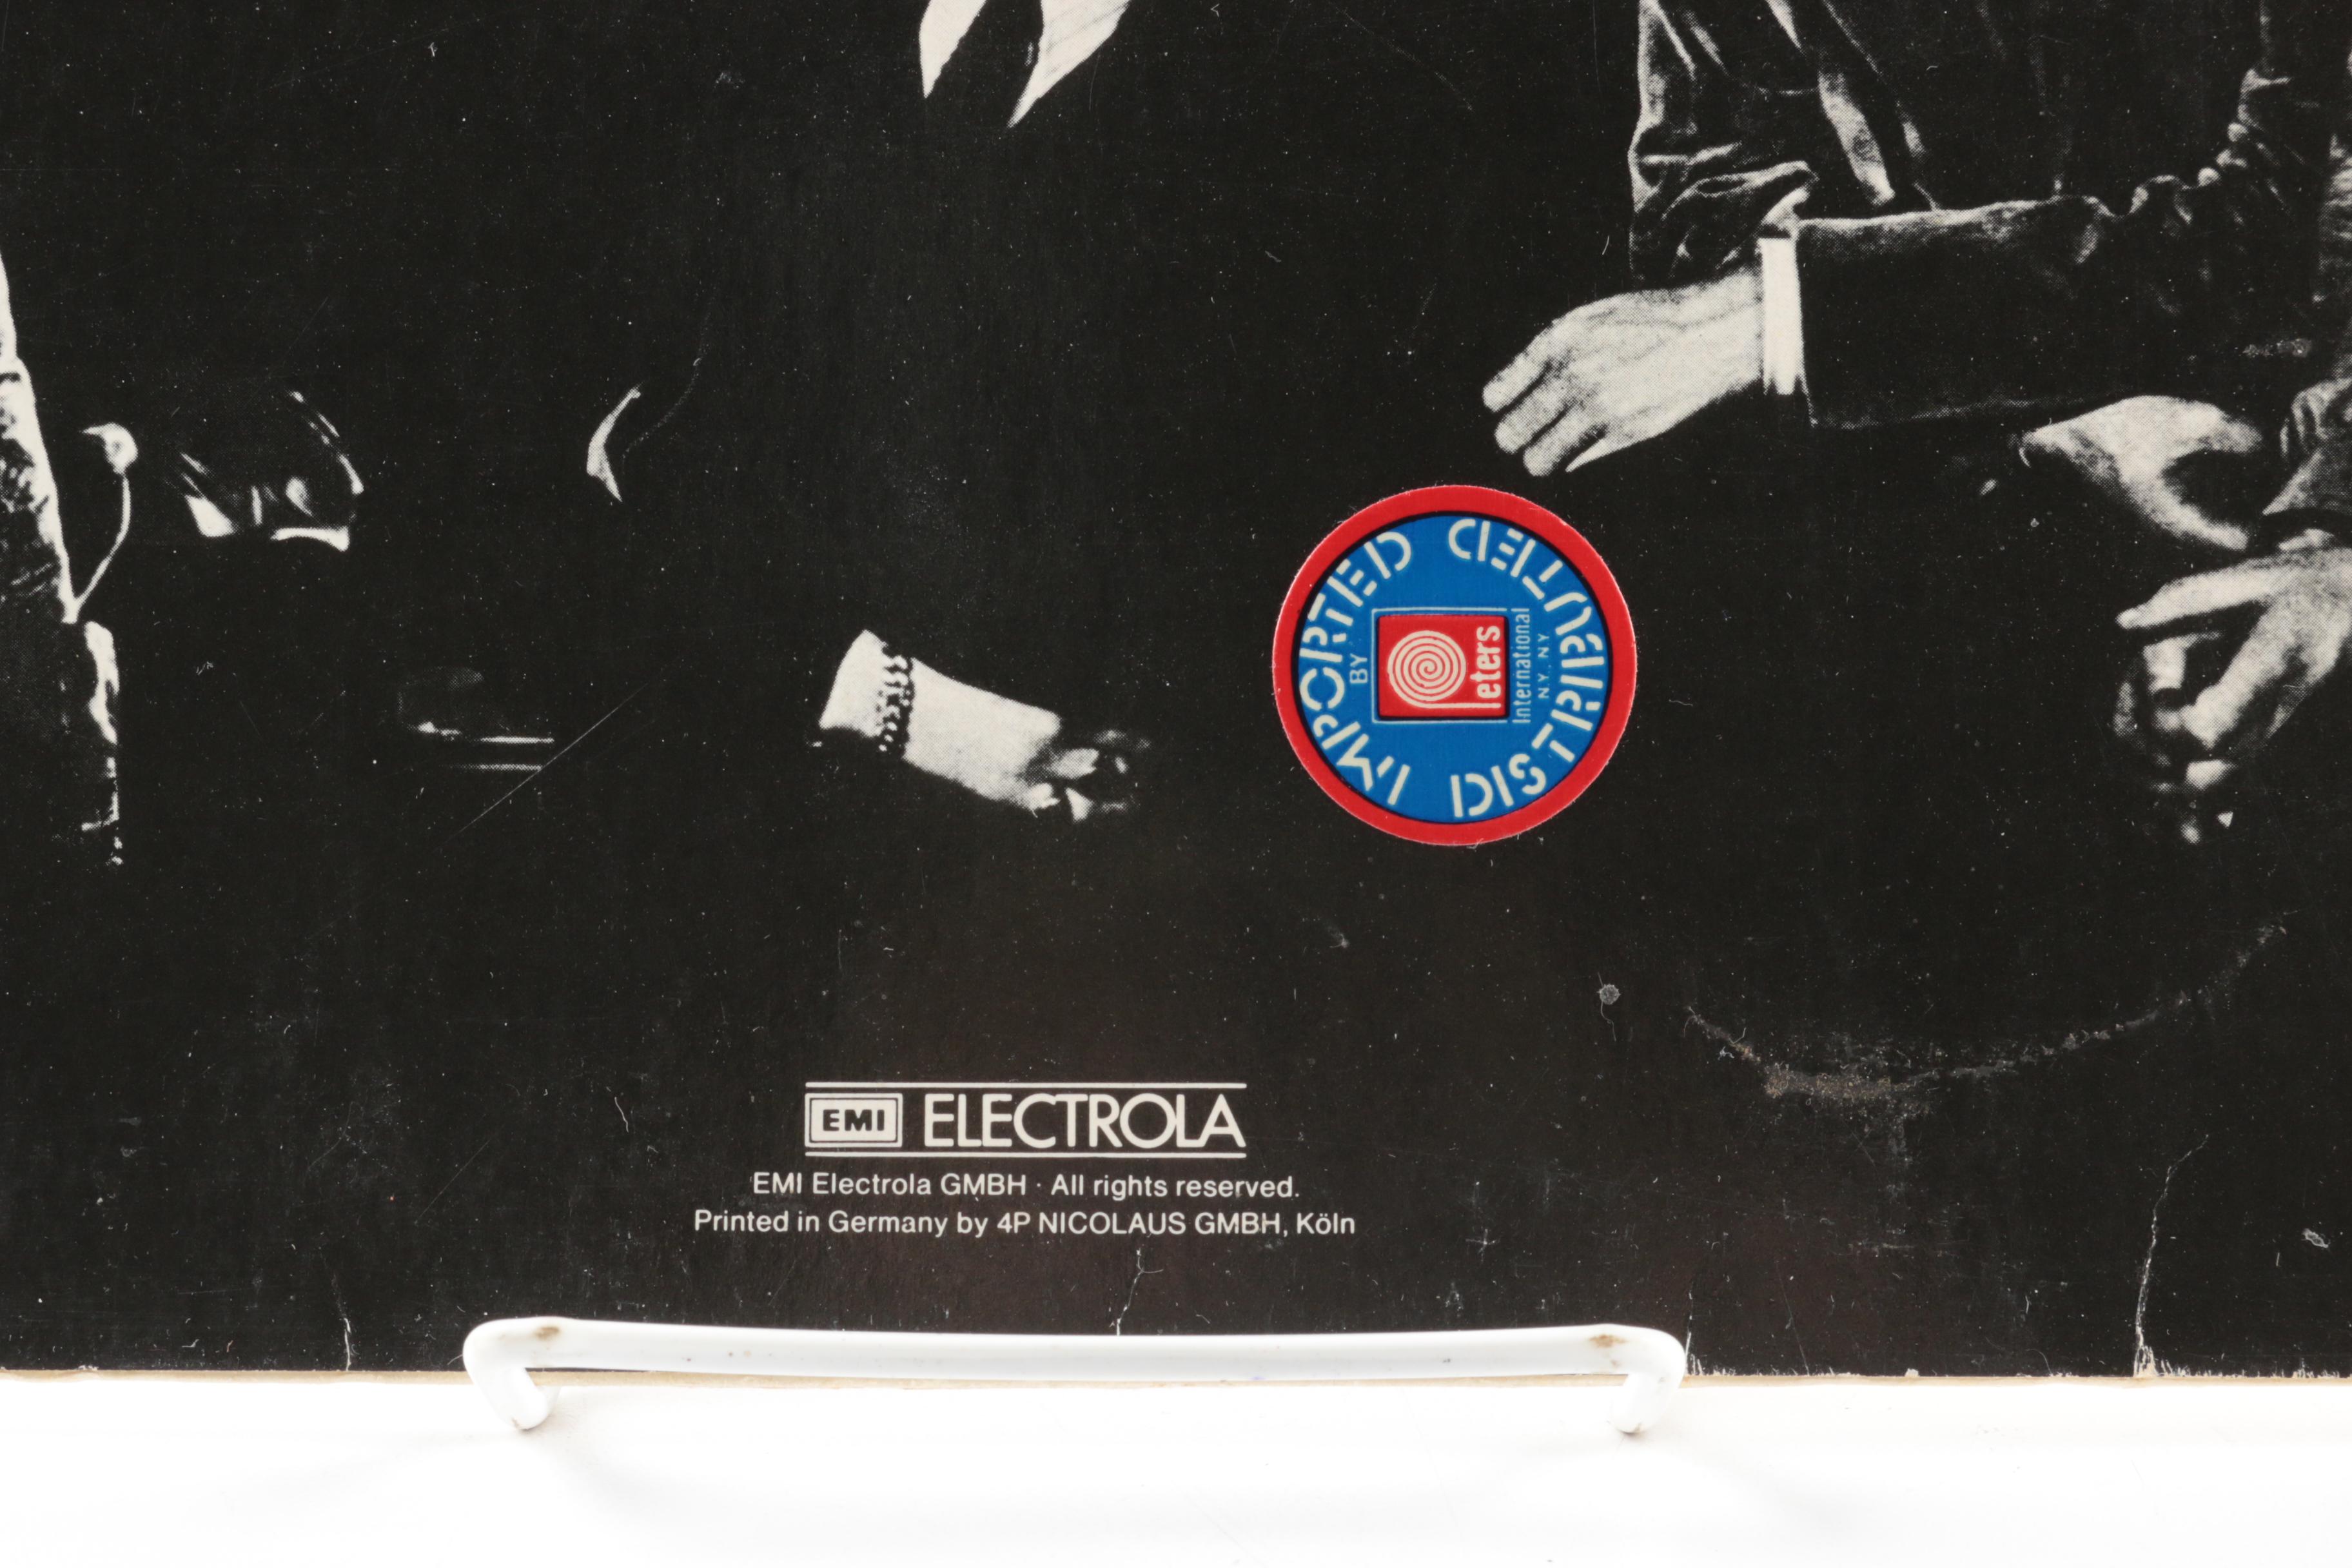 IMPORTED
BY
Peters
International
N.Y. N.Y
DISTRIBUTED
EMI ELECTROLA
EMI Electrola GMBH · All rights reserved.
Printed in Germany by 4P NICOLAUS GMBH, Köln